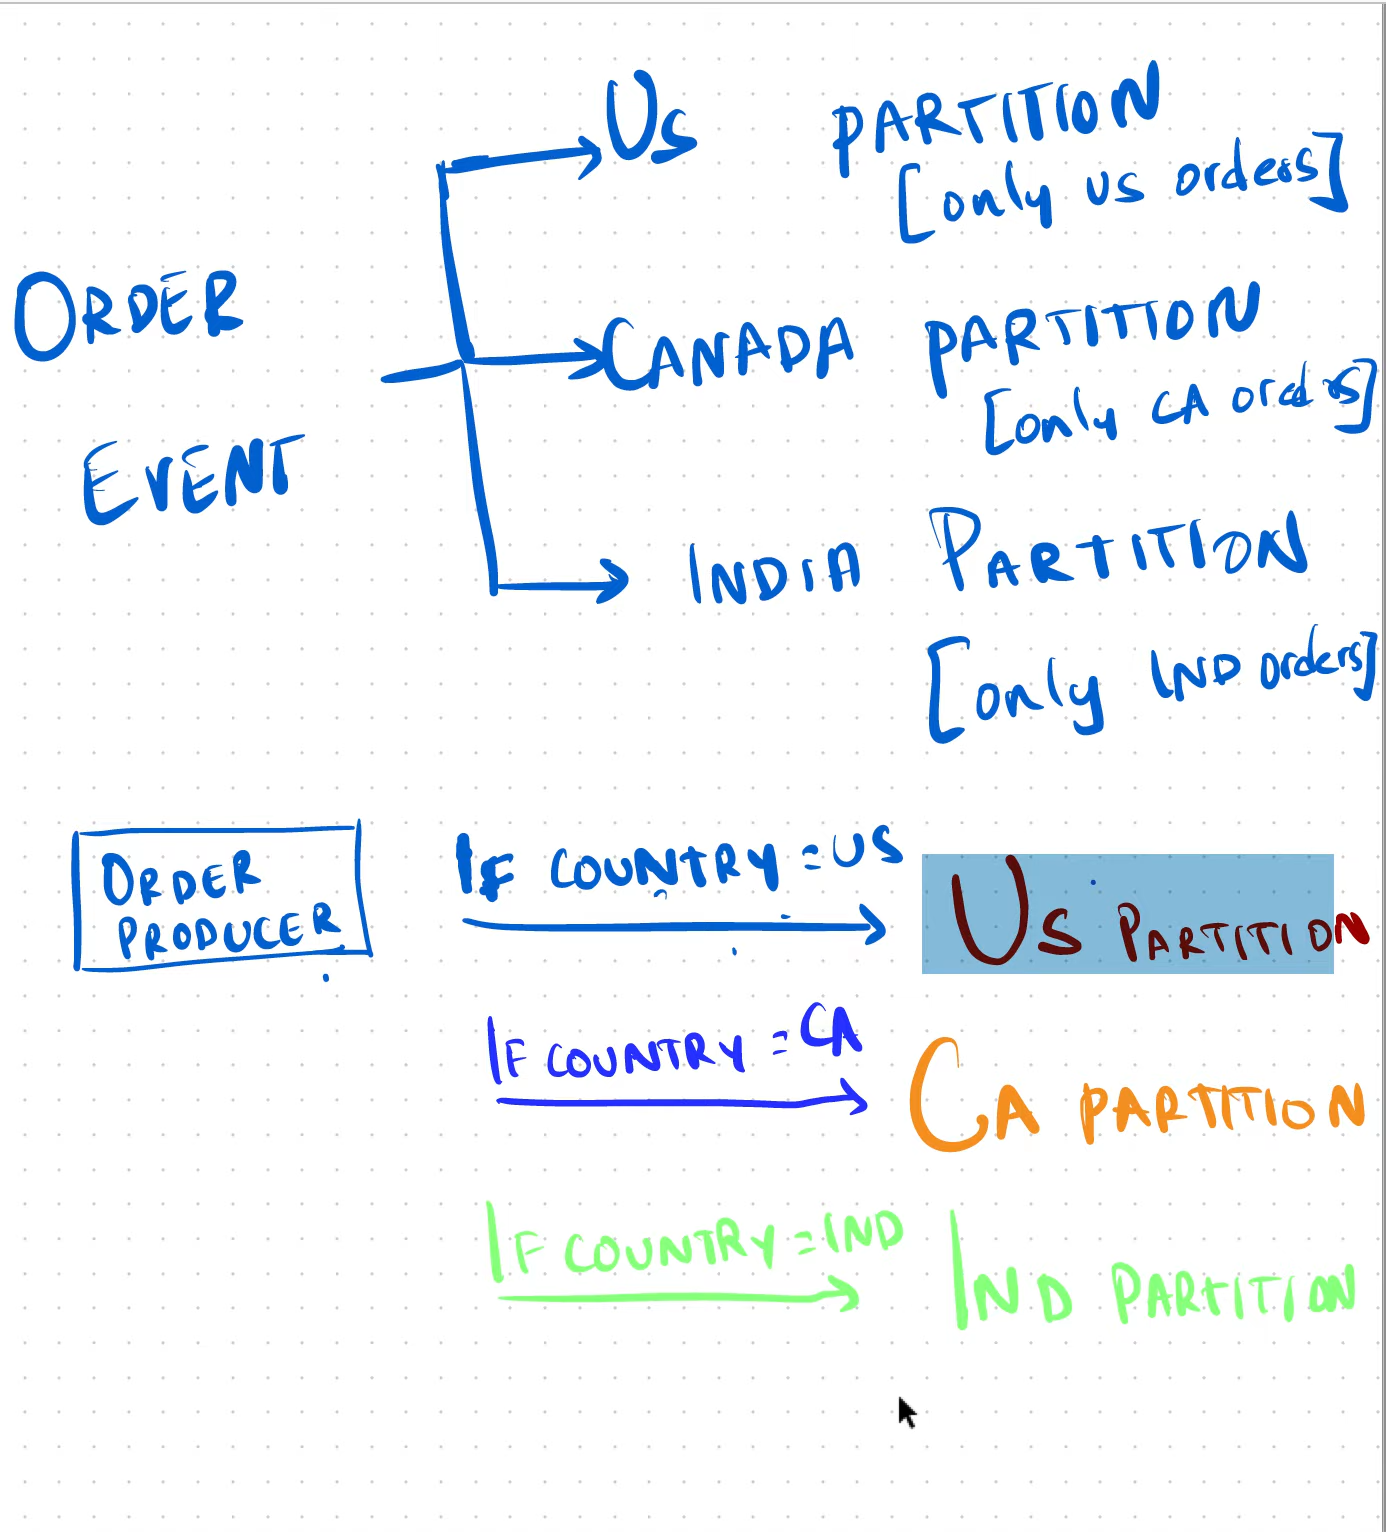 Us PARTITION
[only us orders]
ORDER
CANADA PARTITION
[only CA orders]
EVENT
INDIA PARTITION
[only IND orders]
ORDER
PRODUCER
IF COUNTRY = US
Us PARTITION
IF COUNTRY = CA
CA PARTITION
IF COUNTRY = IND
IND PARTITION